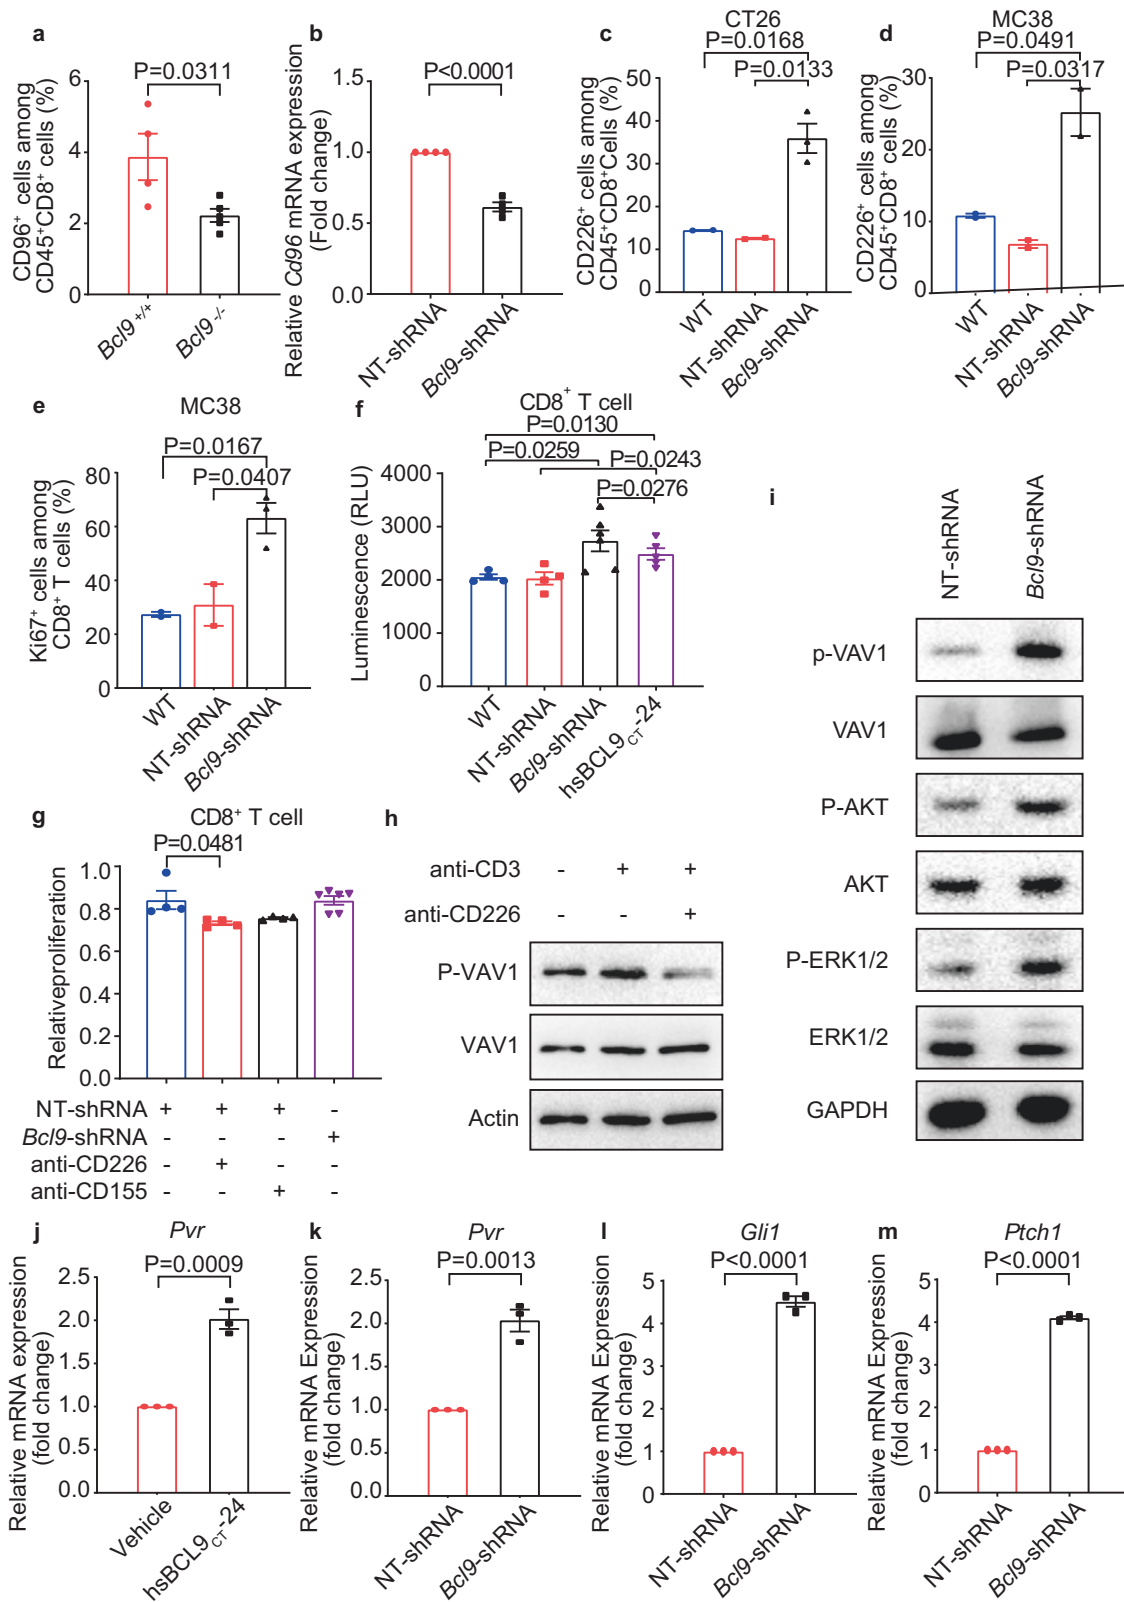 a
CD96+ cells among
CD45+CD8+ cells (%)
6
4
2
0
P=0.0311
Bcl9+/+
Bcl9-/-
b
Relative Cd96 mRNA expression
(Fold change)
1.5
1.0
0.5
0.0
P<0.0001
NT-shRNA
Bcl9-shRNA
c
CT26
P=0.0168
P=0.0133
CD226+ cells among
CD45+CD8+Cells (%)
50
40
30
20
10
0
WT
NT-shRNA
Bcl9-shRNA
d
MC38
P=0.0491
P=0.0317
CD226+ cells among
CD45+CD8+ cells (%)
30
20
10
0
WT
NT-shRNA
Bcl9-shRNA
e
MC38
P=0.0167
P=0.0407
Ki67+ cells among
CD8+ T cells (%)
80
60
40
20
0
WT
NT-shRNA
Bcl9-shRNA
f
CD8+ T cell
P=0.0130
P=0.0259
P=0.0243
P=0.0276
Luminescence (RLU)
4000
3000
2000
1000
0
WT
NT-shRNA
Bcl9-shRNA
hsBCL9CT-24
g
CD8+ T cell
P=0.0481
Relativeproliferation
1.0
0.8
0.6
0.4
0.2
0.0
NT-shRNA + + + -
Bcl9-shRNA - - - +
anti-CD226 - + - -
anti-CD155 - - + -
h
anti-CD3 - + +
anti-CD226 - - +
P-VAV1
VAV1
Actin
i
NT-shRNA
Bcl9-shRNA
p-VAV1
VAV1
P-AKT
AKT
P-ERK1/2
ERK1/2
GAPDH
j
Pvr
P=0.0009
Relative mRNA expression
(fold change)
2.5
2.0
1.5
1.0
0.5
0.0
Vehicle
hsBCL9CT-24
k
Pvr
P=0.0013
Relative mRNA Expression
(fold change)
2.5
2.0
1.5
1.0
0.5
0.0
NT-shRNA
Bcl9-shRNA
l
Gli1
P<0.0001
Relative mRNA Expression
(fold change)
5
4
3
2
1
0
NT-shRNA
Bcl9-shRNA
m
Ptch1
P<0.0001
Relative mRNA Expression
(fold change)
5
4
3
2
1
0
NT-shRNA
Bcl9-shRNA